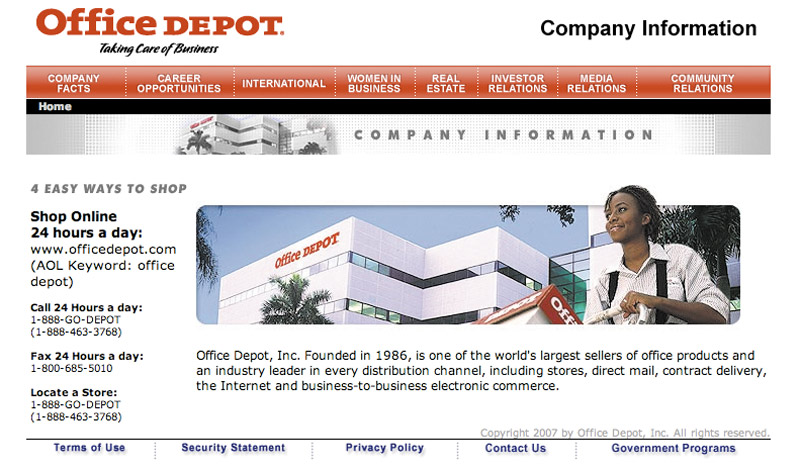 Office DEPOT.
Taking Care of Business
Company Information
COMPANY FACTS
CAREER OPPORTUNITIES
INTERNATIONAL
WOMEN IN BUSINESS
REAL ESTATE
INVESTOR RELATIONS
MEDIA RELATIONS
COMMUNITY RELATIONS
Home
COMPANY INFORMATION
4 EASY WAYS TO SHOP
Shop Online
24 hours a day:
www.officedepot.com
(AOL Keyword: office
depot)
Call 24 Hours a day:
1-888-GO-DEPOT
(1-888-463-3768)
Fax 24 Hours a day:
1-800-685-5010
Locate a Store:
1-888-GO-DEPOT
(1-888-463-3768)
Office DEPOT
Office Depot, Inc. Founded in 1986, is one of the world's largest sellers of office products and
an industry leader in every distribution channel, including stores, direct mail, contract delivery,
the Internet and business-to-business electronic commerce.
Copyright 2007 by Office Depot, Inc. All rights reserved.
Terms of Use
Security Statement
Privacy Policy
Contact Us
Government Programs